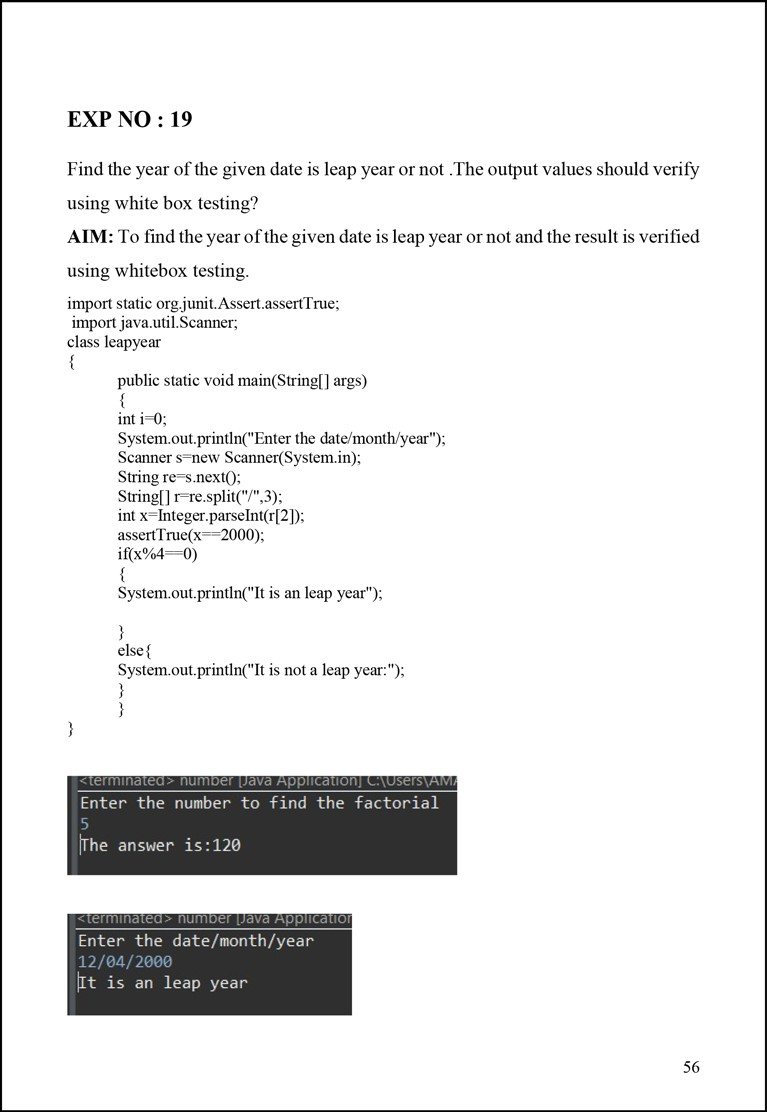 EXP NO : 19
Find the year of the given date is leap year or not .The output values should verify
using white box testing?
AIM: To find the year of the given date is leap year or not and the result is verified
using whitebox testing.
import static org.junit.Assert.assertTrue;
import java.util.Scanner;
class leapyear
{
public static void main(String[] args)
{
int i=0;
System.out.println("Enter the date/month/year");
Scanner s=new Scanner(System.in);
String re=s.next();
String[] r=re.split("/",3);
int x=Integer.parseInt(r[2]);
assertTrue(x==2000);
if(x%4==0)
{
System.out.println("It is an leap year");
}
else{
System.out.println("It is not a leap year:");
}
}
}
<terminated> number [Java Application] C:\Users\AMA
Enter the number to find the factorial
5
The answer is:120
<terminated> number [Java Application
Enter the date/month/year
12/04/2000
It is an leap year
56